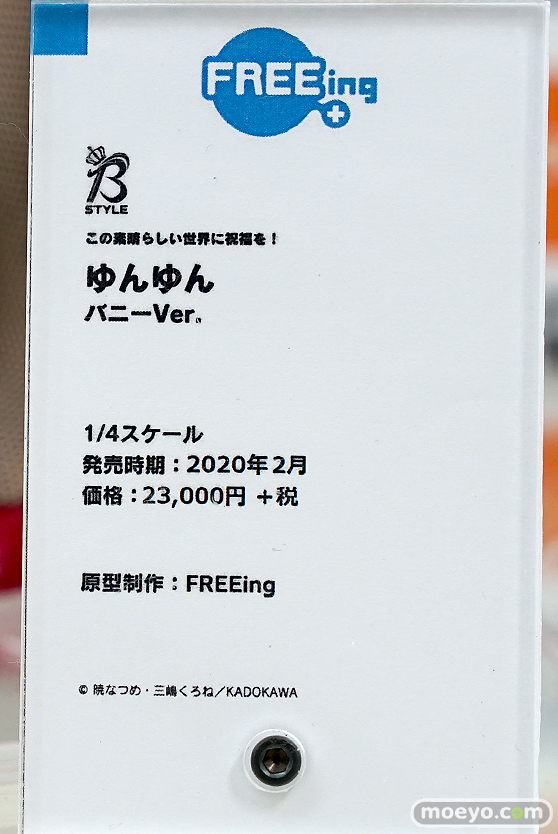 FREEing
B
STYLE
この素晴らしい世界に祝福を！
ゆんゆん
バニーVer.
1/4スケール
発売時期：2020年2月
価格：23,000円 +税
原型制作：FREEing
© 暁なつめ・三嶋くろね／KADOKAWA
moeyo.com